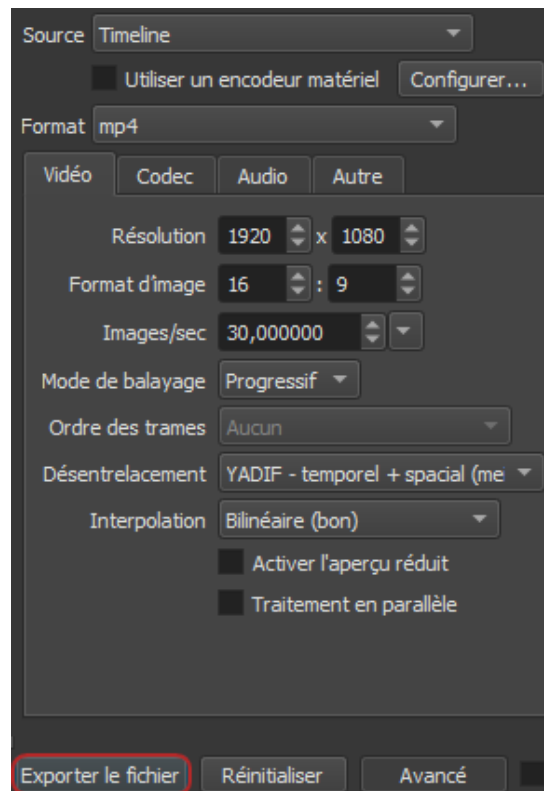 Source Timeline
Utiliser un encodeur matériel Configurer...
Format mp4
Vidéo Codec Audio Autre
Résolution 1920 x 1080
Format d'image 16 : 9
Images/sec 30,000000
Mode de balayage Progressif
Ordre des trames Aucun
Désentrelacement YADIF - temporel + spacial (me
Interpolation Bilinéaire (bon)
Activer l'aperçu réduit
Traitement en parallèle
Exporter le fichier Réinitialiser Avancé